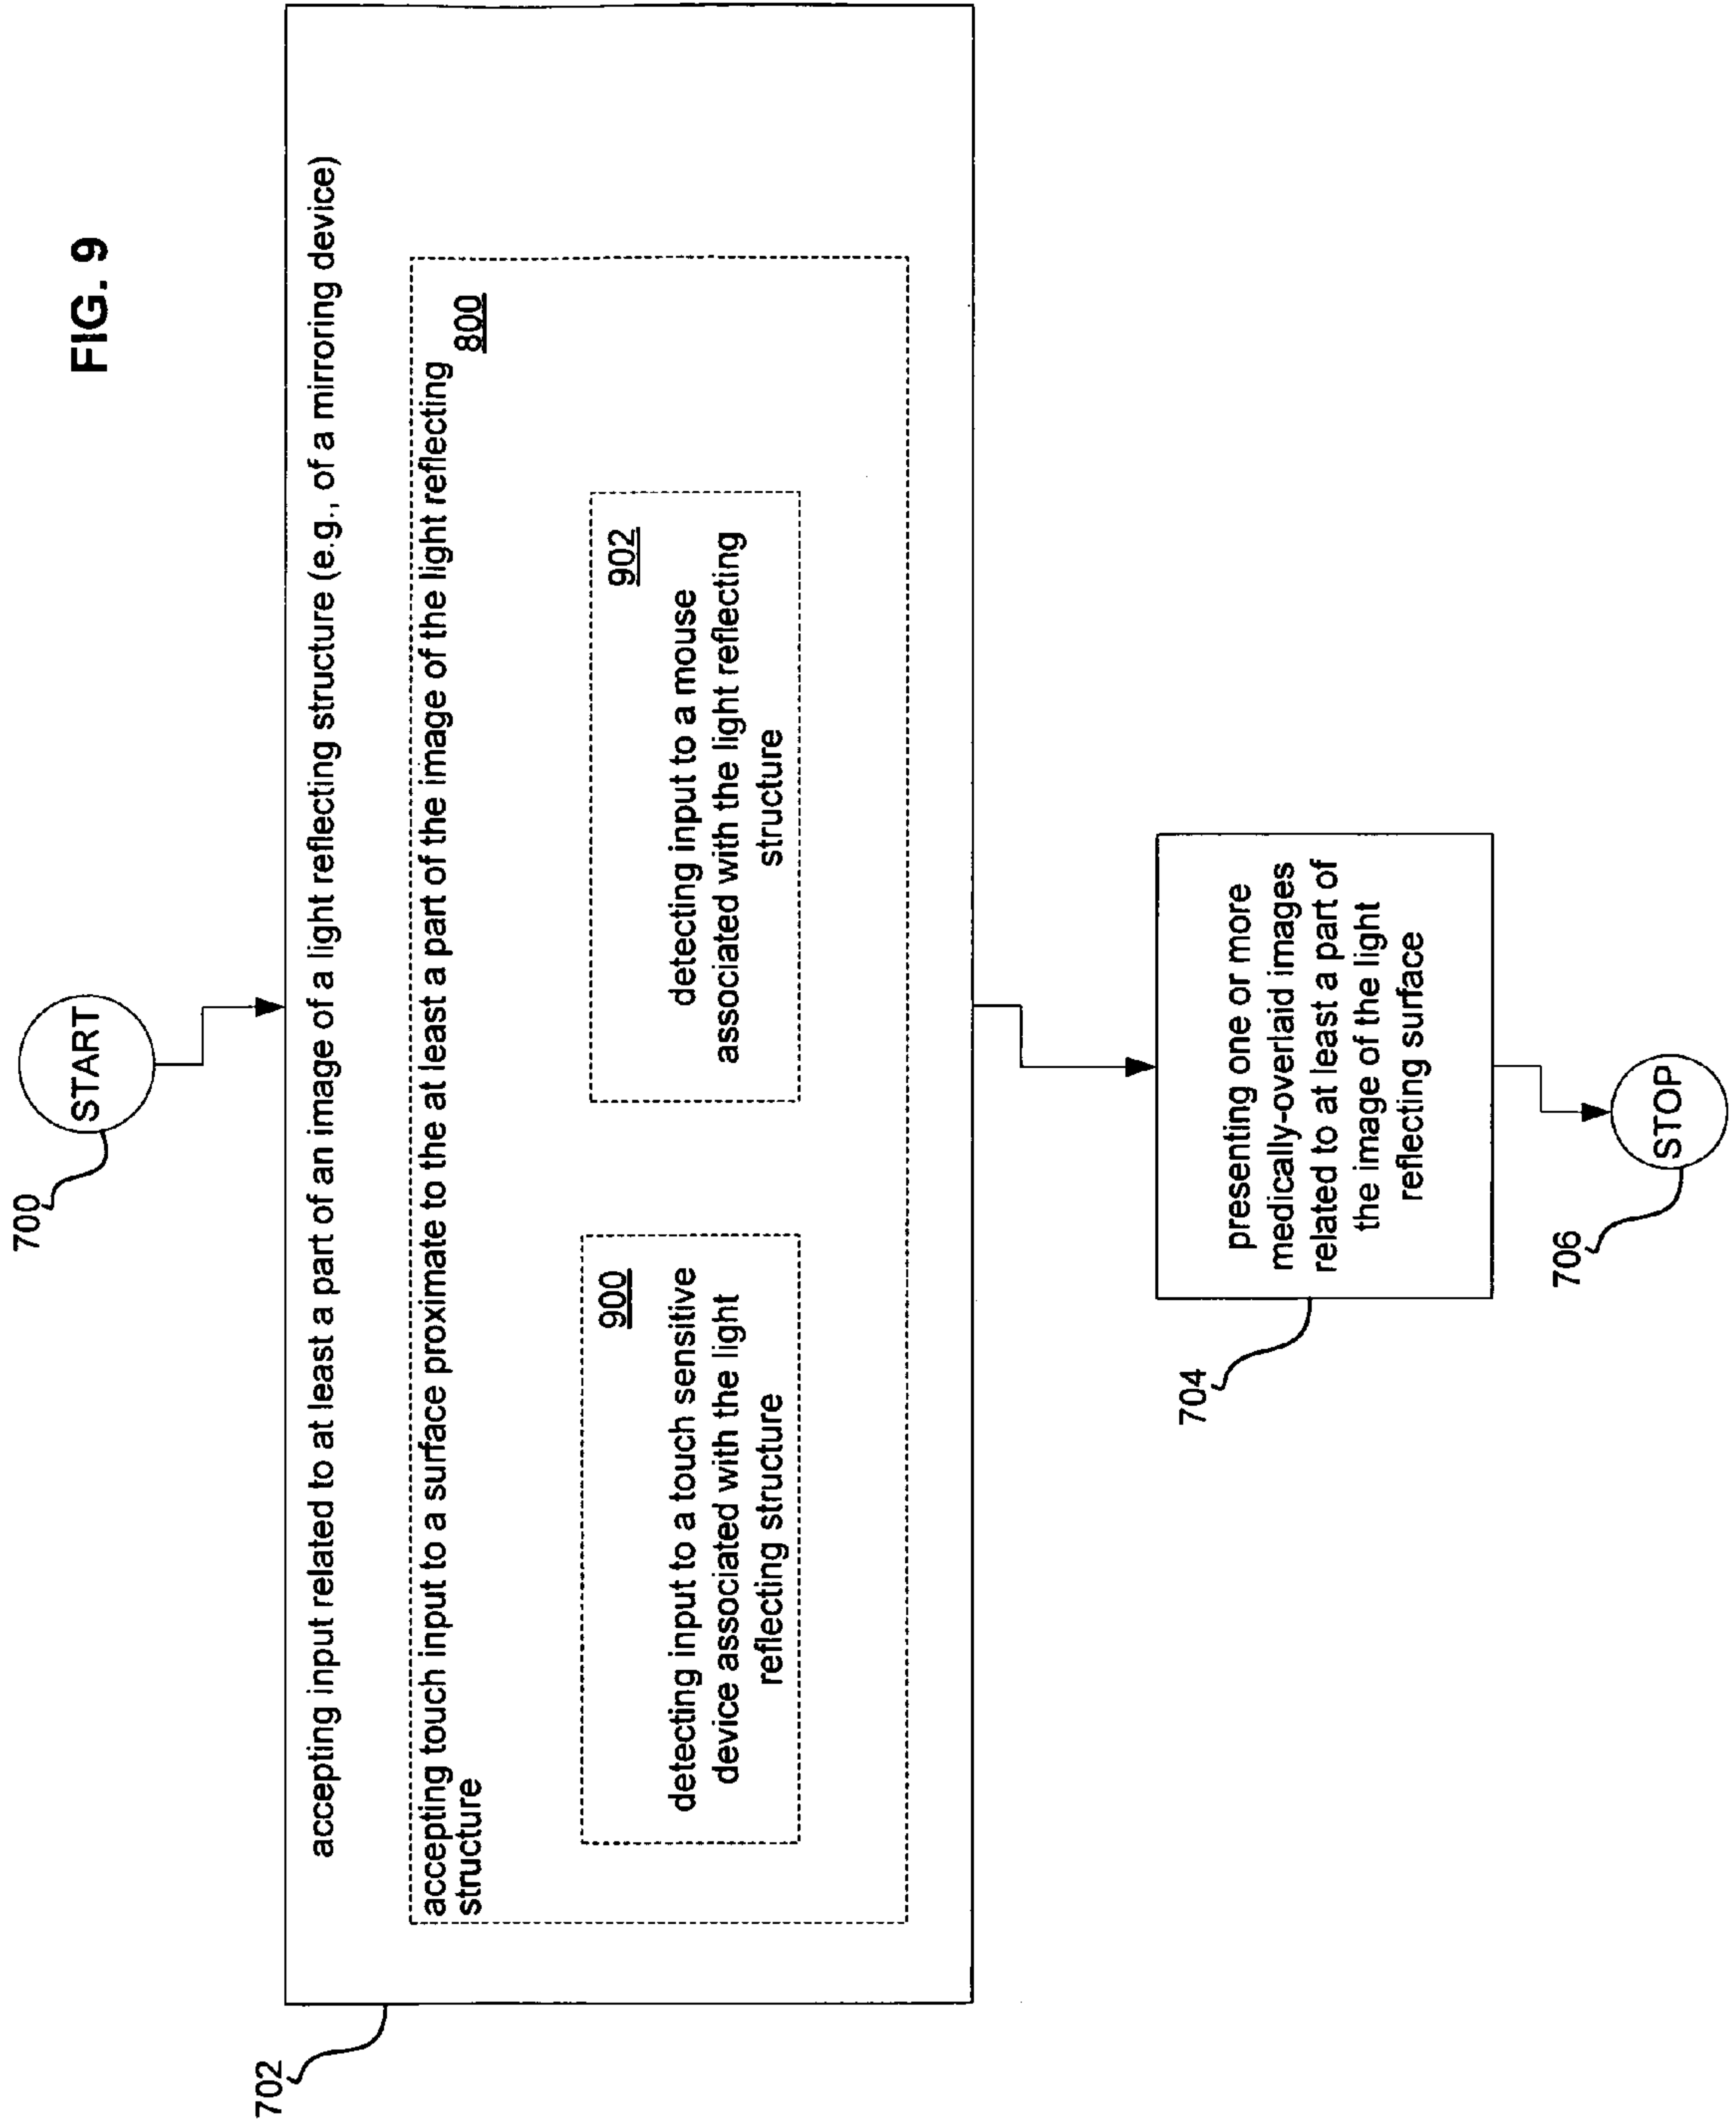 FIG. 9
START
700
accepting input related to at least a part of an image of a light reflecting structure (e.g., of a mirroring device)
702
accepting touch input to a surface proximate to the at least a part of the image of the light reflecting
structure
800
900
detecting input to a touch sensitive
device associated with the light
reflecting structure
902
detecting input to a mouse
associated with the light reflecting
structure
presenting one or more
medically-overlaid images
related to at least a part of
the image of the light
reflecting surface
704
STOP
706